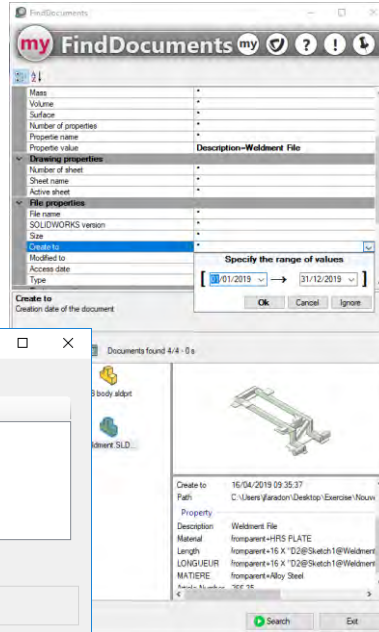 FindDocuments
my FindDocuments my ? !
Mass *
Volume *
Surface *
Number of properties *
Propertie name *
Propertie value Description=Weldment File
Drawing properties
Number of sheet *
Sheet name *
Active sheet *
File properties
File name *
SOLIDWORKS version *
Size *
Create to *
Modified to
Access date
Type
Specify the range of values
[ 01/01/2019 → 31/12/2019 ]
Ok Cancel Ignore
Create to
Creation date of the document
Documents found 4/4 - 0 s
body.sldprt
ldment.SLD...
Create to 16/04/2019 09:35:37
Path C:\Users\jfaradon\Desktop\Exercise\Nouv
Property
Description Weldment File
Material fromparent=HRS PLATE
Length fromparent=16 X "D2@Sketch1@Weldment
LONGUEUR fromparent=16 X "D2@Sketch1@Weldment
MATIERE fromparent=Alloy Steel
Search Exit